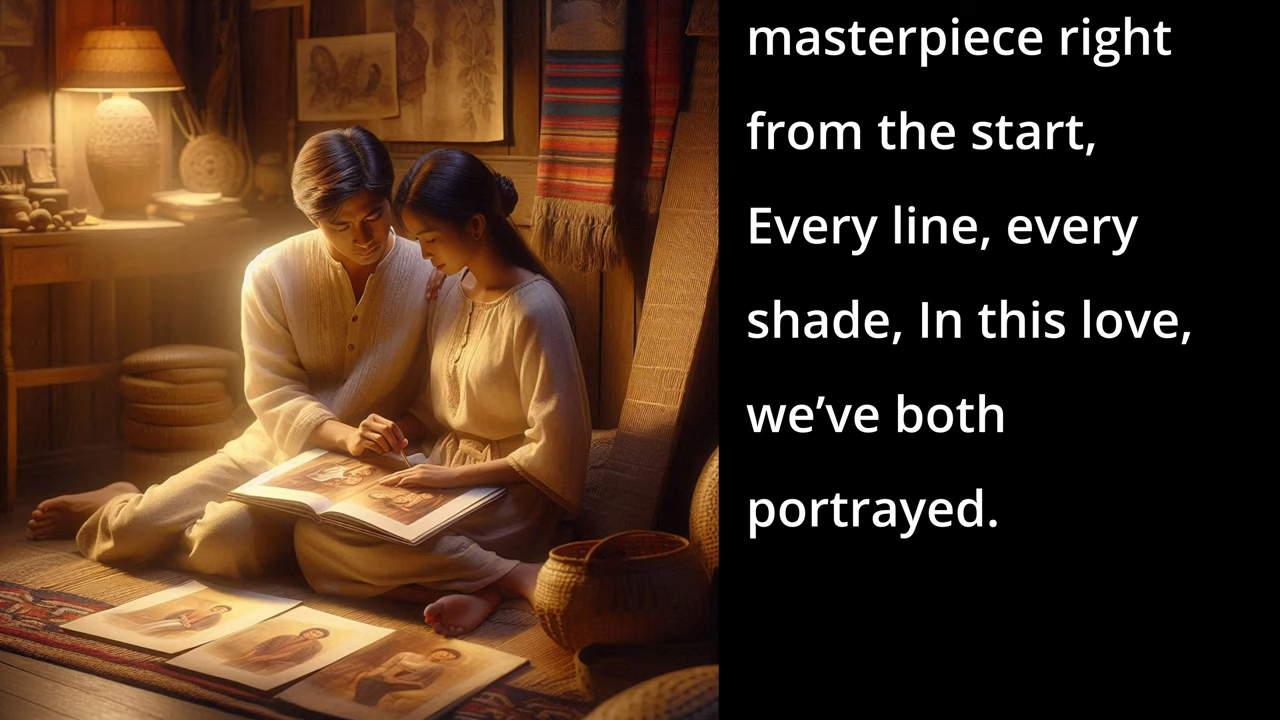 masterpiece right
from the start,
Every line, every
shade, In this love,
we’ve both
portrayed.